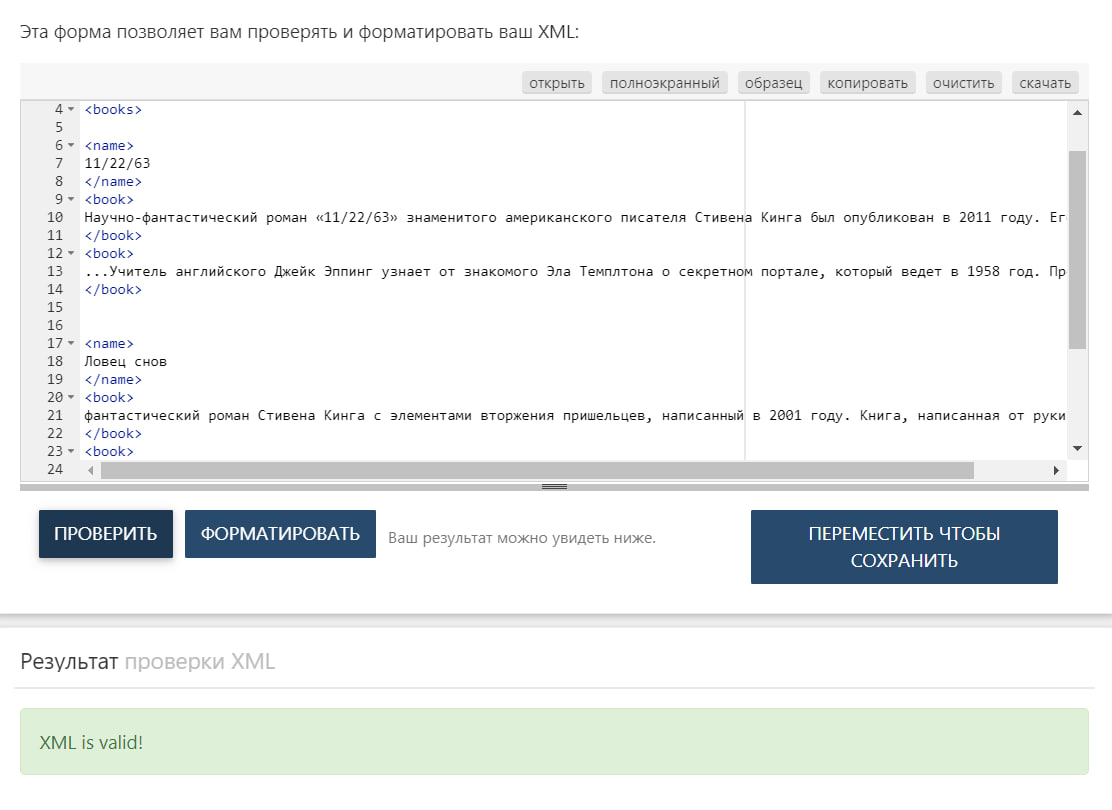 Эта форма позволяет вам проверять и форматировать ваш XML:
открыть полноэкранный образец копировать очистить скачать
4 <books>
5
6 <name>
7 11/22/63
8 </name>
9 <book>
10 Научно-фантастический роман «11/22/63» знаменитого американского писателя Стивена Кинга был опубликован в 2011 году. Ег
11 </book>
12 <book>
13 ...Учитель английского Джейк Эппинг узнает от знакомого Эла Темплтона о секретном портале, который ведет в 1958 год. Пр
14 </book>
15
16
17 <name>
18 Ловец снов
19 </name>
20 <book>
21 фантастический роман Стивена Кинга с элементами вторжения пришельцев, написанный в 2001 году. Книга, написанная от руки
22 </book>
23 <book>
24
ПРОВЕРИТЬ ФОРМАТИРОВАТЬ Ваш результат можно увидеть ниже. ПЕРЕМЕСТИТЬ ЧТОБЫ
СОХРАНИТЬ
Результат проверки XML
XML is valid!